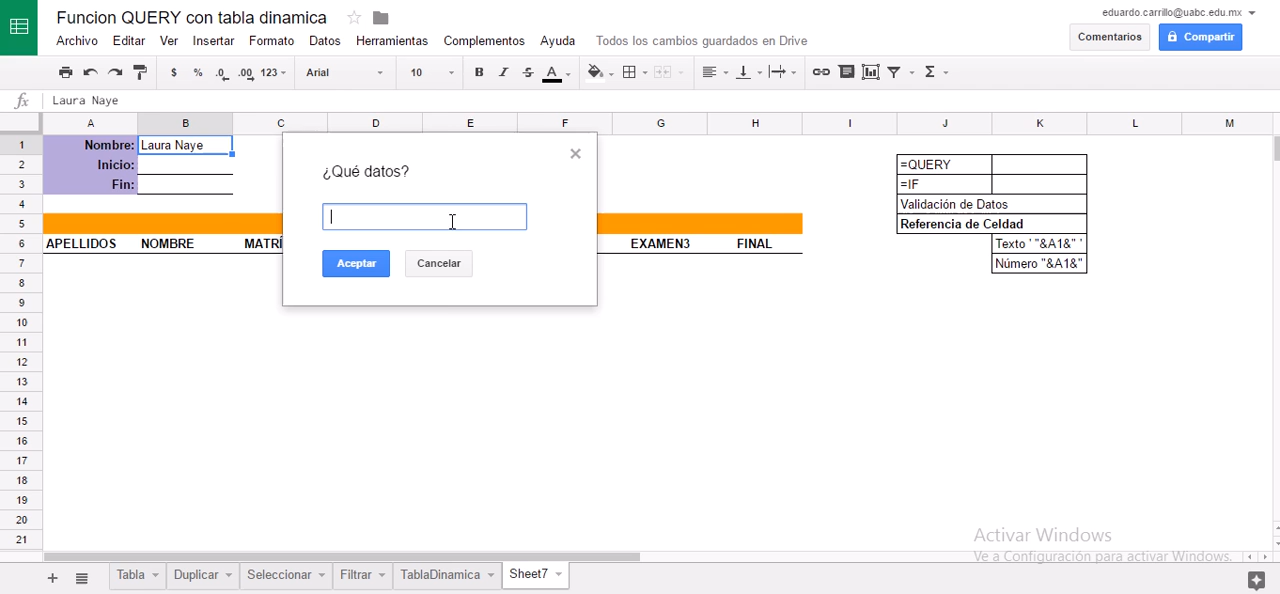 Funcion QUERY con tabla dinamica
eduardo.carrillo@uabc.edu.mx
Archivo Editar Ver Insertar Formato Datos Herramientas Complementos Ayuda Todos los cambios guardados en Drive
Comentarios Compartir
$ % .0 .00 123 Arial 10 B I S A Σ
fx Laura Naye
A B C D E F G H I J K L M
1 Nombre: Laura Naye
2 Inicio: =QUERY
3 Fin: =IF
4 Validación de Datos
5 Referencia de Celdad
6 APELLIDOS NOMBRE MATRÍ EXAMEN3 FINAL Texto ' "&A1&" '
7 Número "&A1&"
8
9
10
11
12
13
14
15
16
17
18
19
20
21
¿Qué datos?
Aceptar Cancelar
Activar Windows
Ve a Configuración para activar Windows.
Tabla Duplicar Seleccionar Filtrar TablaDinamica Sheet7